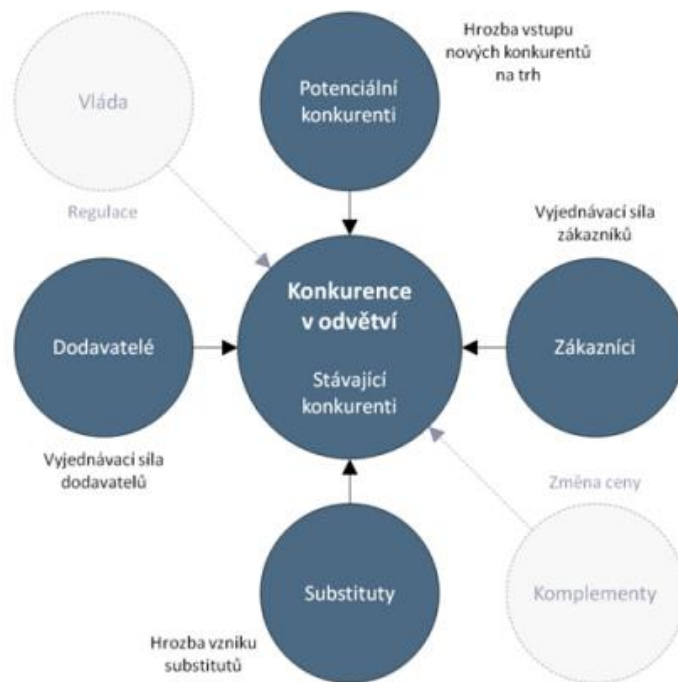 Hrozba vstupu
nových konkurentů
na trh
Potenciální
konkurenti
Vláda
Regulace
Vyjednávací síla
zákazníků
Konkurence
v odvětví
Stávající
konkurenti
Dodavatelé
Zákazníci
Vyjednávací síla
dodavatelů
Změna ceny
Substituty
Komplementy
Hrozba vzniku
substitutů